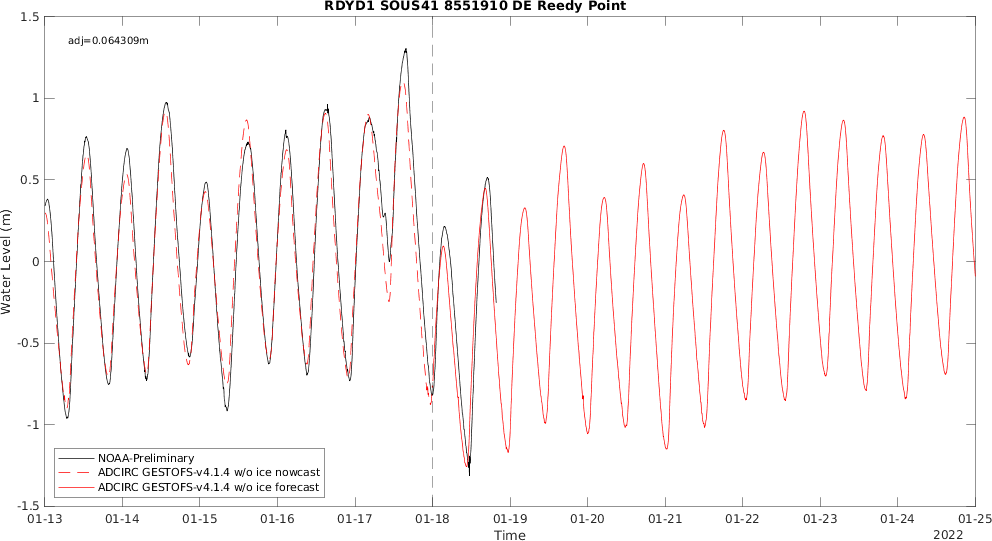 RDYD1 SOUS41 8551910 DE Reedy Point
1.5
adj=0.064309m
1
0.5
0
-0.5
-1
-1.5
Water Level (m)
NOAA-Preliminary
ADCIRC GESTOFS-v4.1.4 w/o ice nowcast
ADCIRC GESTOFS-v4.1.4 w/o ice forecast
01-13 01-14 01-15 01-16 01-17 01-18 01-19 01-20 01-21 01-22 01-23 01-24 01-25
Time
2022